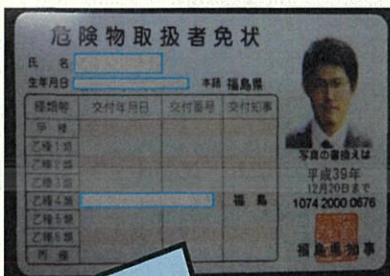 危険物取扱者免状
氏 名
生年月日 本籍 福島県
種類等 交付年月日 交付番号 交付知事
甲 種
乙種1類
乙種2類
乙種3類
乙種4類 福 島
乙種5類
乙種6類
丙 種
写真の書換えは
平成39年
12月20日まで
1074 2000 0676
福島県知事